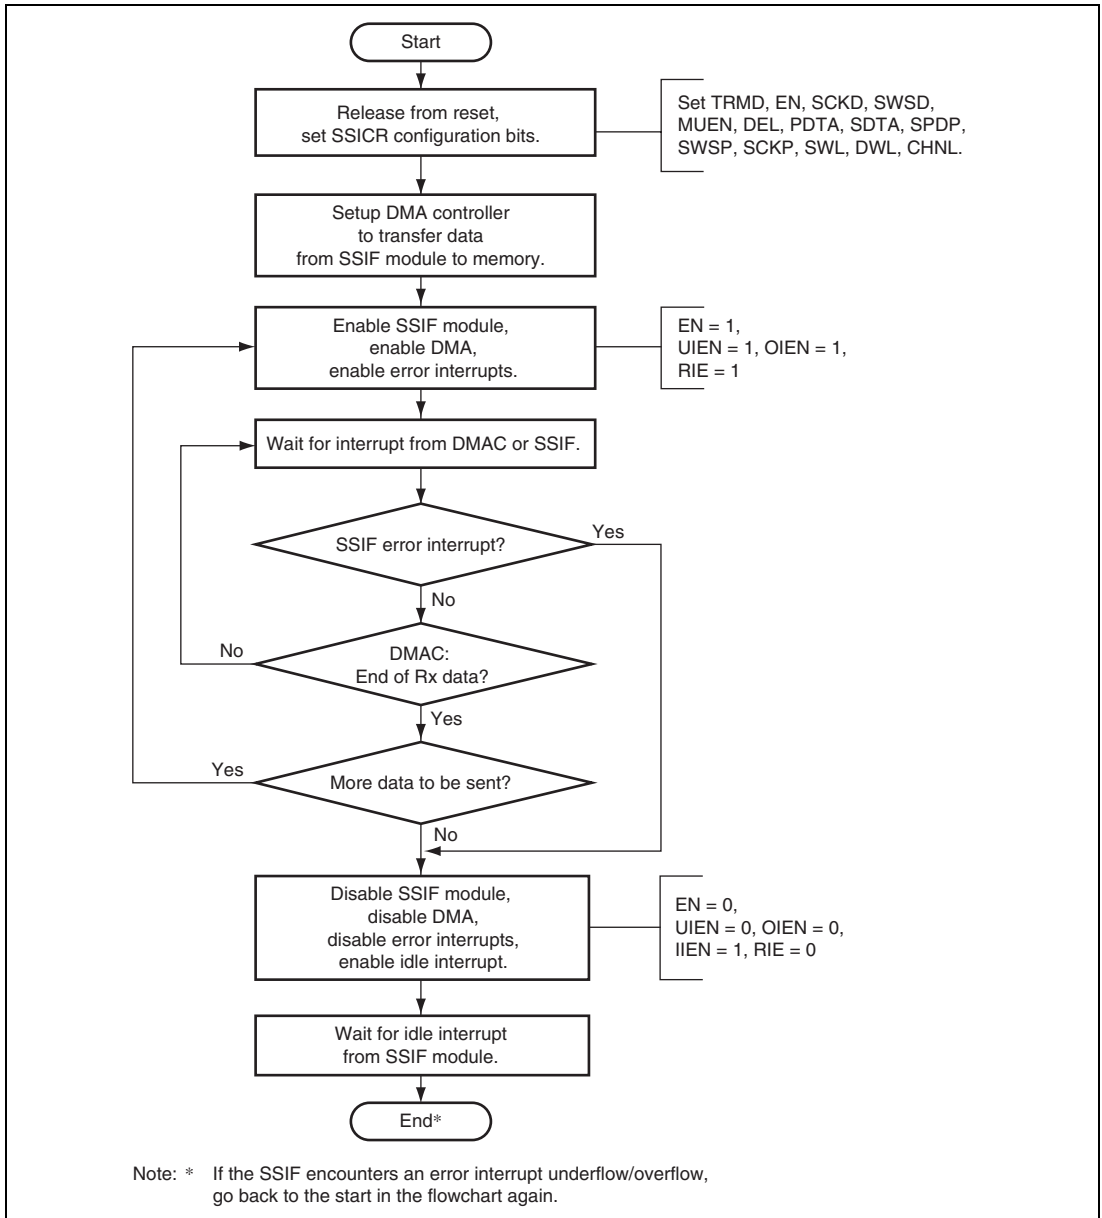 Start
Release from reset,
set SSICR configuration bits.
Set TRMD, EN, SCKD, SWSD,
MUEN, DEL, PDTA, SDTA, SPDP,
SWSP, SCKP, SWL, DWL, CHNL.
Setup DMA controller
to transfer data
from SSIF module to memory.
Enable SSIF module,
enable DMA,
enable error interrupts.
EN = 1,
UIEN = 1, OIEN = 1,
RIE = 1
Wait for interrupt from DMAC or SSIF.
SSIF error interrupt?
Yes
No
DMAC:
End of Rx data?
No
Yes
More data to be sent?
Yes
No
Disable SSIF module,
disable DMA,
disable error interrupts,
enable idle interrupt.
EN = 0,
UIEN = 0, OIEN = 0,
IIEN = 1, RIE = 0
Wait for idle interrupt
from SSIF module.
End*
Note: * If the SSIF encounters an error interrupt underflow/overflow,
go back to the start in the flowchart again.